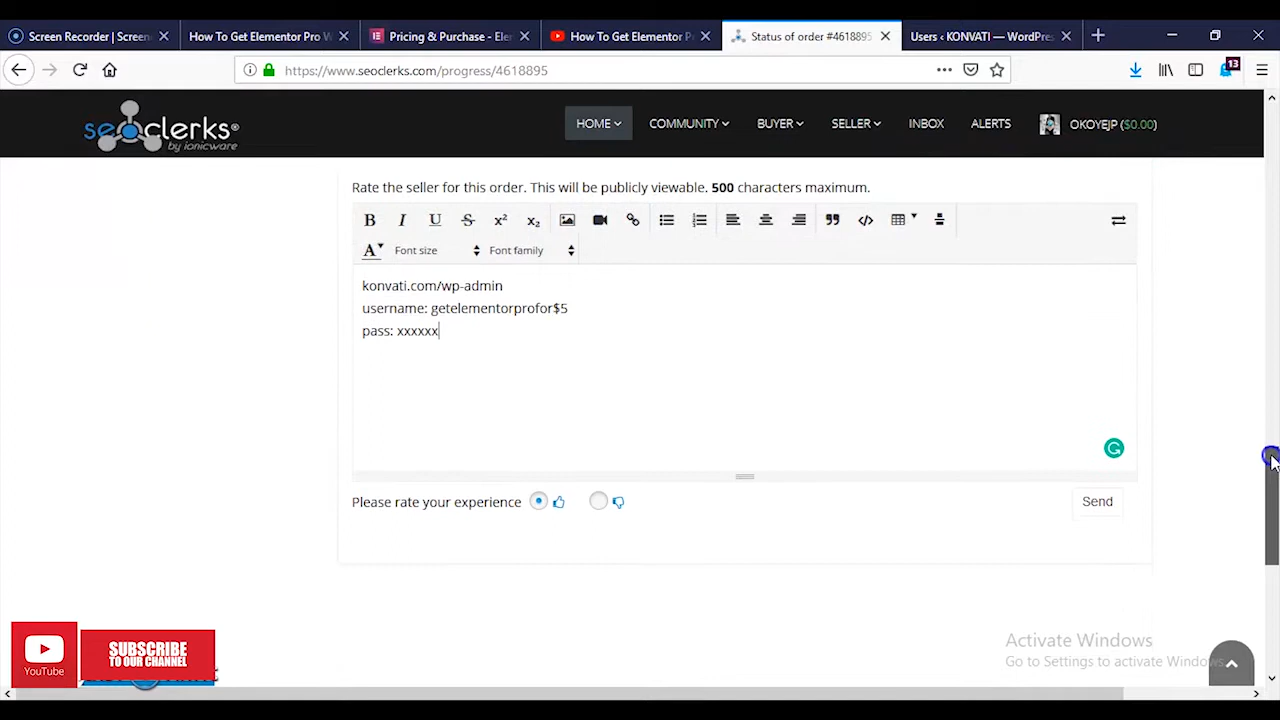 Screen Recorder | Screen
How To Get Elementor Pro W
Pricing & Purchase - Ele
How To Get Elementor P
Status of order #4618895
Users ‹ KONVATI — WordPres
https://www.seoclerks.com/progress/4618895
13
seoclerks®
by ionicware
HOME
COMMUNITY
BUYER
SELLER
INBOX
ALERTS
OKOYEJP ($0.00)
Rate the seller for this order. This will be publicly viewable. 500 characters maximum.
B I U S x² x₂
A Font size Font family
konvati.com/wp-admin
username: getelementorprofor$5
pass: xxxxxx
Please rate your experience
Send
Activate Windows
Go to Settings to activate Windows.
YouTube
SUBSCRIBE
TO OUR CHANNEL